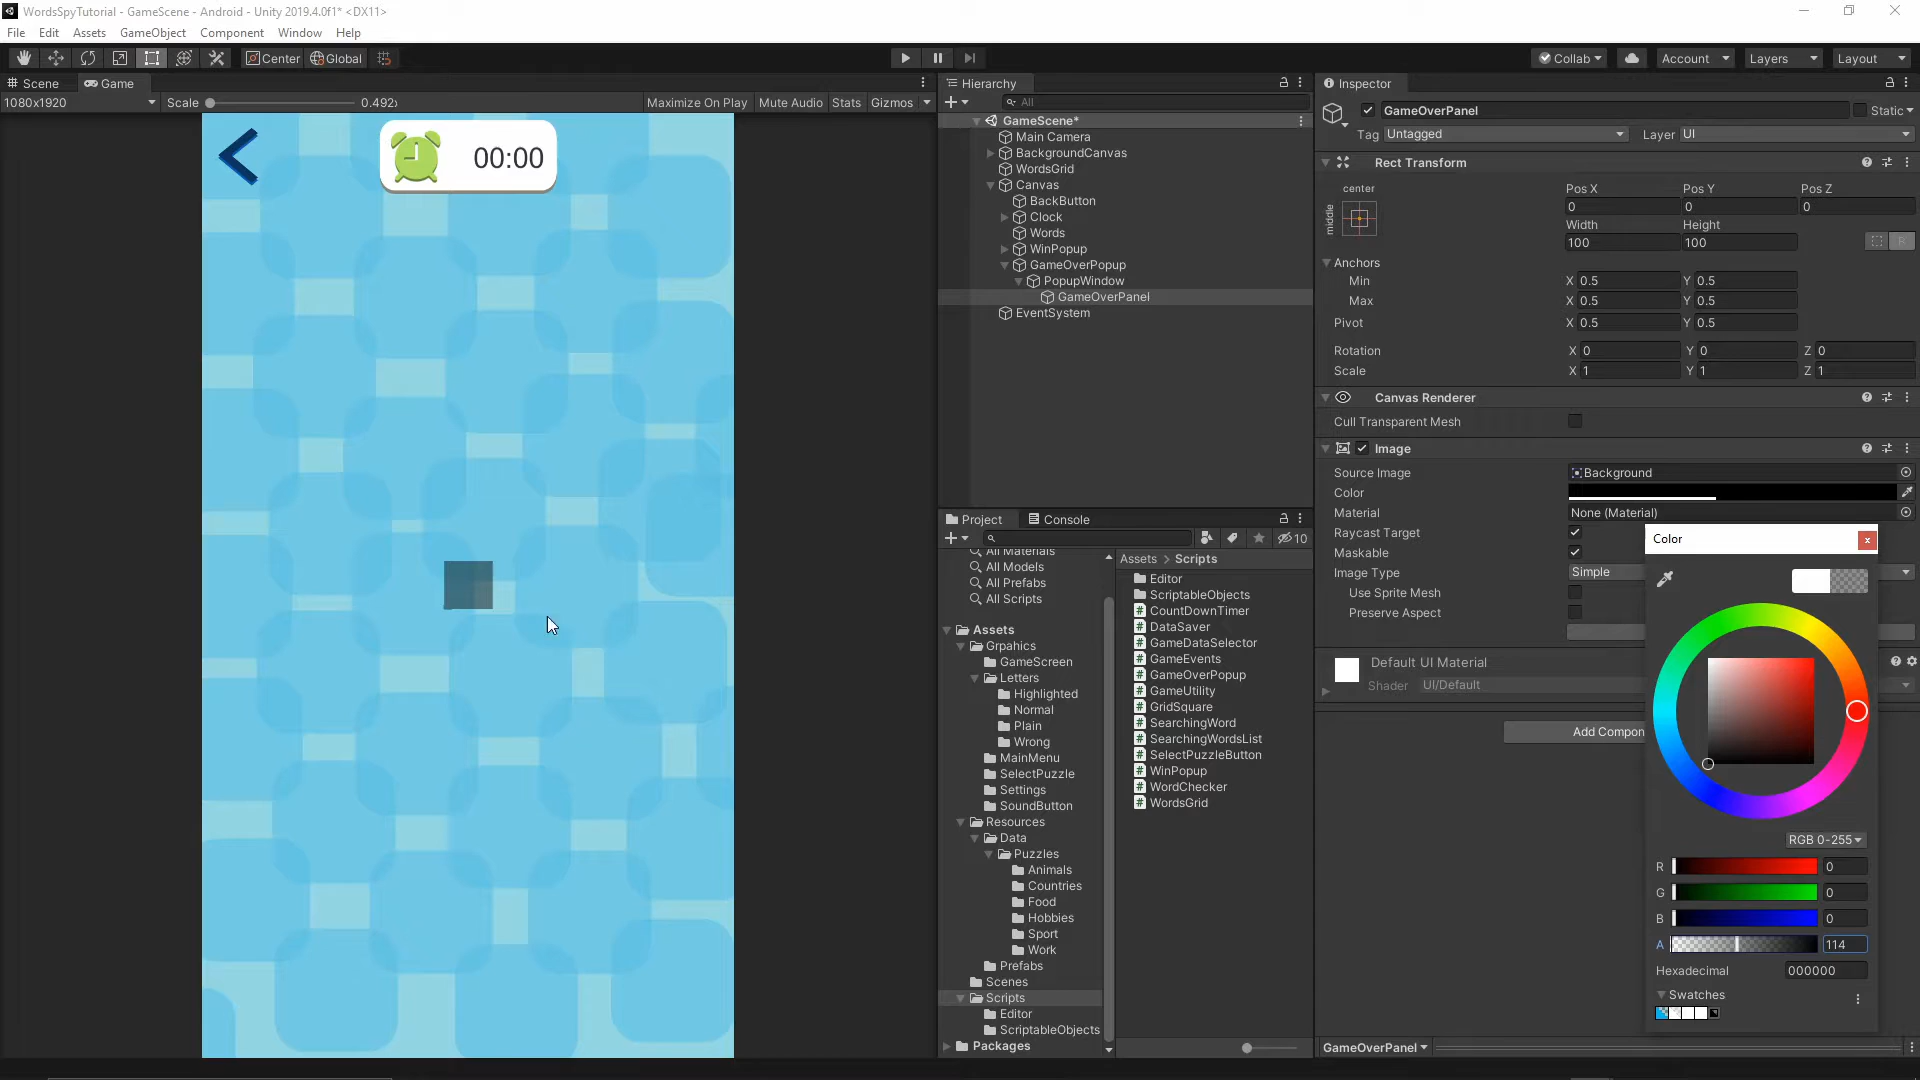 WordsSpyTutorial - GameScene - Android - Unity 2019.4.0f1* <DX11>
File Edit Assets GameObject Component Window Help
Center Global Collab Account Layers Layout
Scene Game
1080x1920 Scale 0.492x Maximize On Play Mute Audio Stats Gizmos
00:00
Hierarchy
All
GameScene*
Main Camera
BackgroundCanvas
WordsGrid
Canvas
BackButton
Clock
Words
WinPopup
GameOverPopup
PopupWindow
GameOverPanel
EventSystem
Project Console
10
All Materials
All Models
All Prefabs
All Scripts
Assets
Grpahics
GameScreen
Letters
Highlighted
Normal
Plain
Wrong
MainMenu
SelectPuzzle
Settings
SoundButton
Resources
Data
Puzzles
Animals
Countries
Food
Hobbies
Sport
Work
Prefabs
Scenes
Scripts
Editor
ScriptableObjects
Packages
Assets > Scripts
Editor
ScriptableObjects
CountDownTimer
DataSaver
GameDataSelector
GameEvents
GameOverPopup
GameUtility
GridSquare
SearchingWord
SearchingWordsList
SelectPuzzleButton
WinPopup
WordChecker
WordsGrid
Inspector
GameOverPanel Static
Tag Untagged Layer UI
Rect Transform
center
middle
Pos X Pos Y Pos Z
0 0 0
Width Height
100 100
R
Anchors
Min X 0.5 Y 0.5
Max X 0.5 Y 0.5
Pivot X 0.5 Y 0.5
Rotation X 0 Y 0 Z 0
Scale X 1 Y 1 Z 1
Canvas Renderer
Cull Transparent Mesh
Image
Source Image Background
Color
Material None (Material)
Raycast Target
Maskable
Image Type Simple
Use Sprite Mesh
Preserve Aspect
Default UI Material
Shader UI/Default
Add Compon
GameOverPanel
Color
RGB 0-255
R 0
G 0
B 0
A 114
Hexadecimal 000000
Swatches